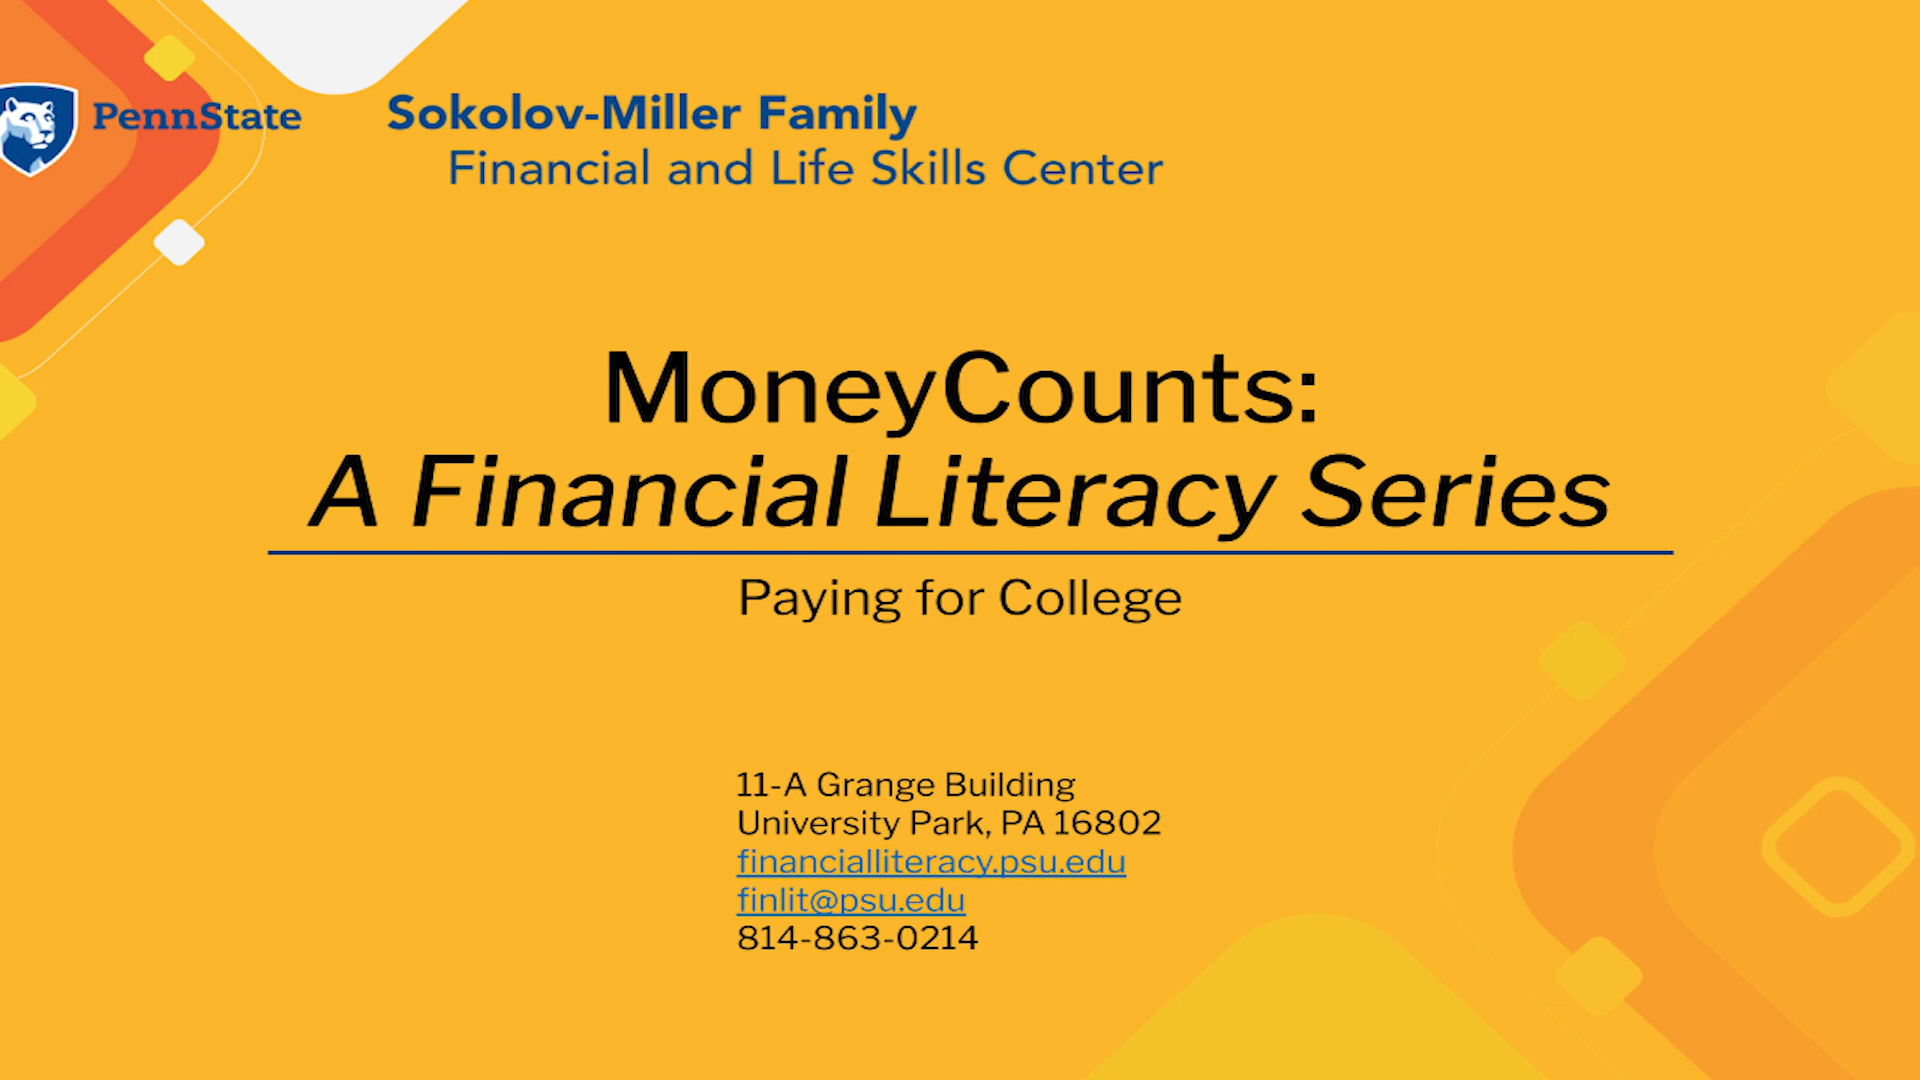 PennState
Sokolov-Miller Family
Financial and Life Skills Center
MoneyCounts:
A Financial Literacy Series
Paying for College
11-A Grange Building
University Park, PA 16802
financialliteracy.psu.edu
finlit@psu.edu
814-863-0214